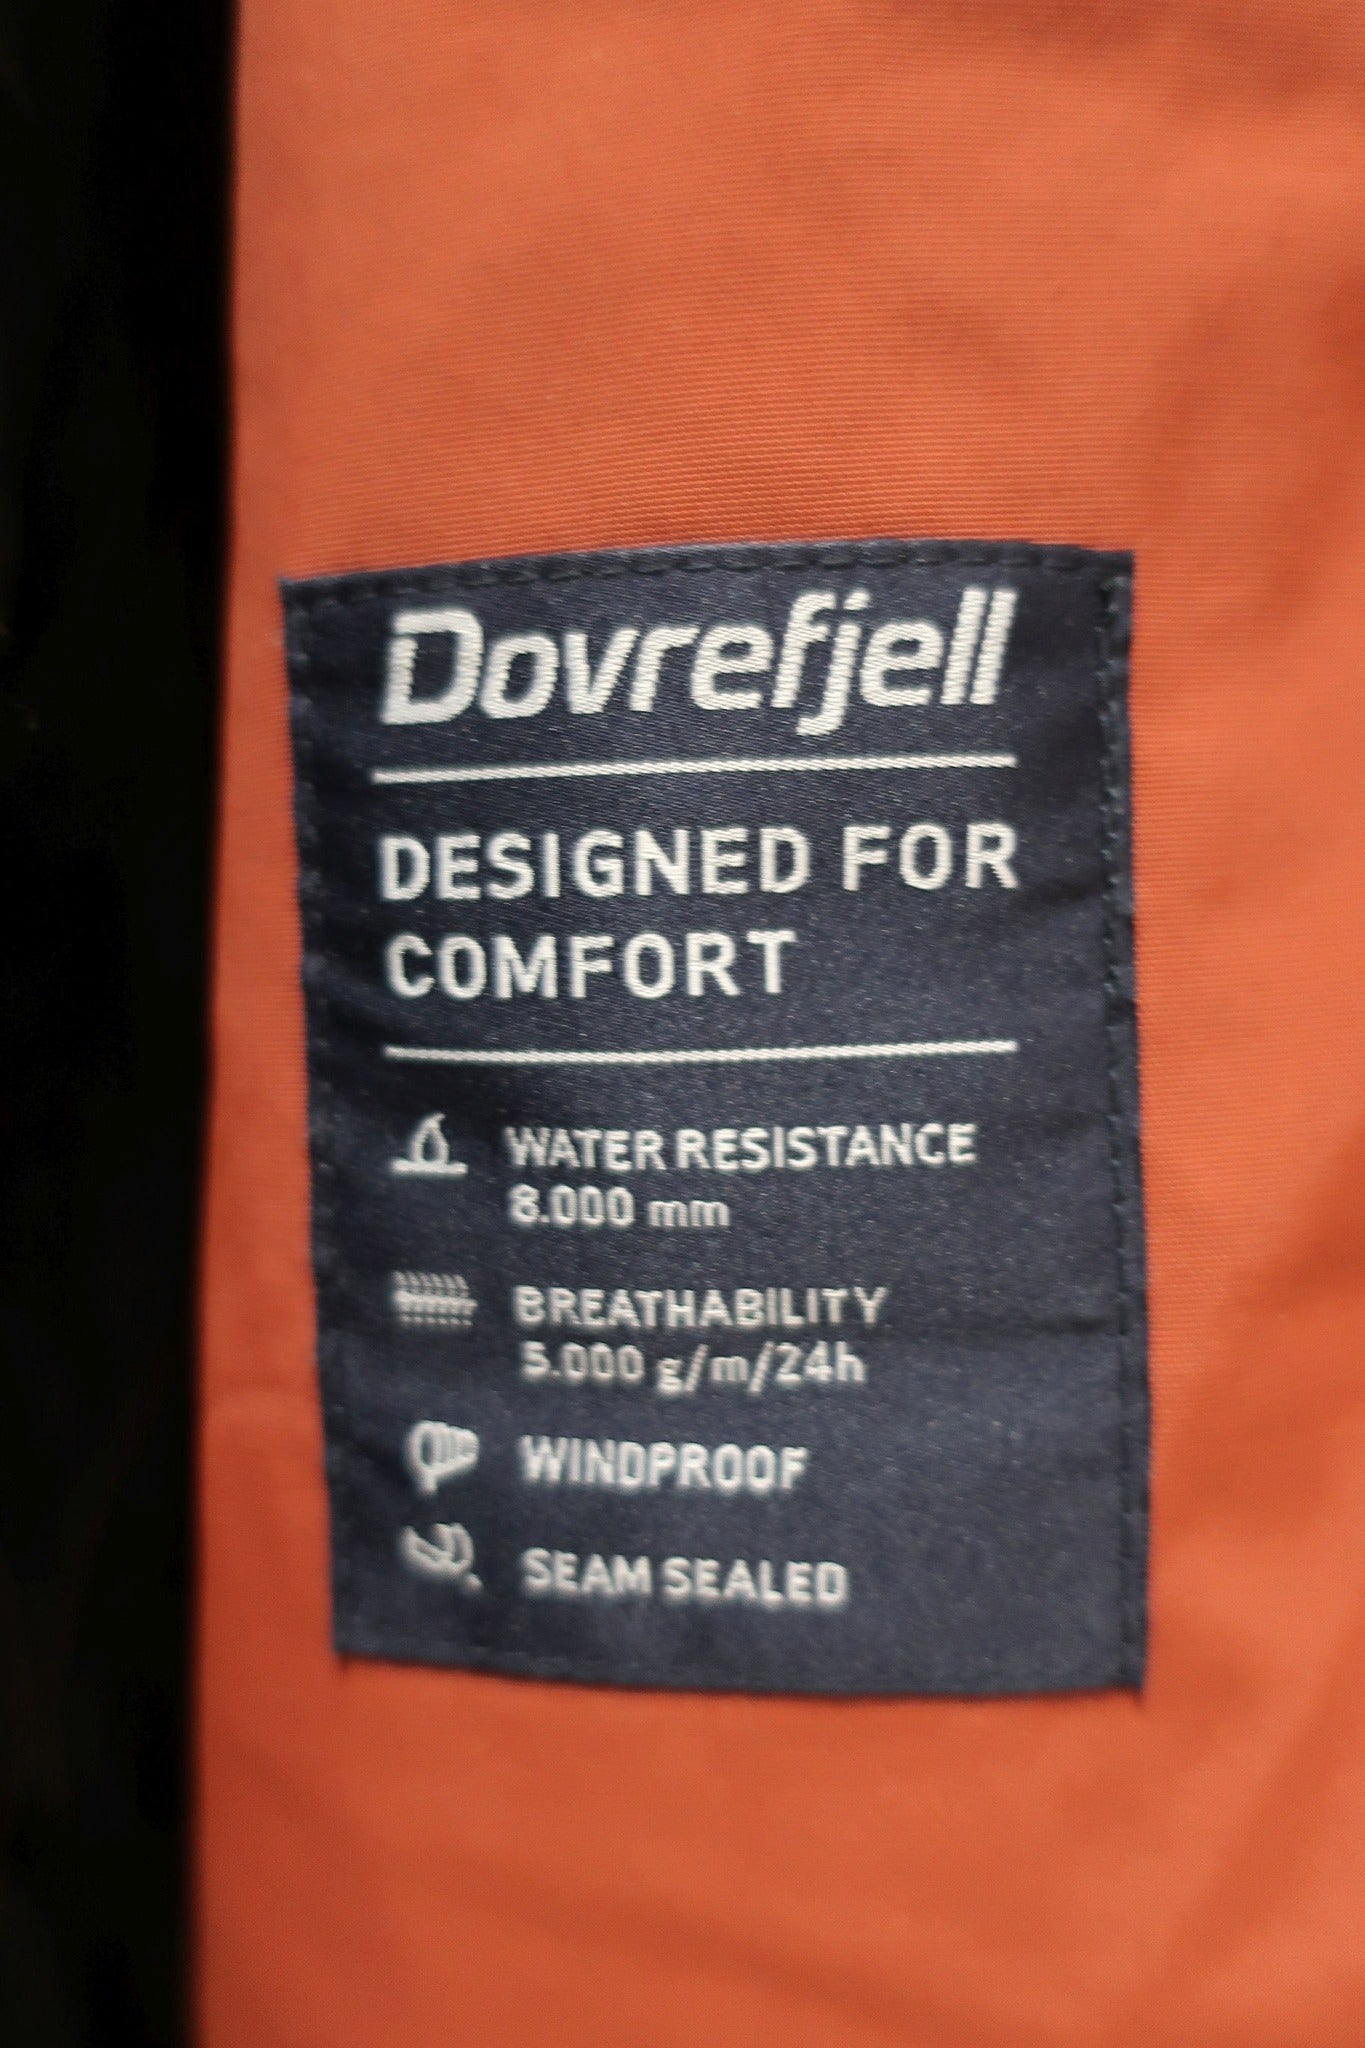 Dovrefjell
DESIGNED FOR
COMFORT
WATER RESISTANCE
8.000 mm
BREATHABILITY
5.000 g/m/24h
WINDPROOF
SEAM SEALED